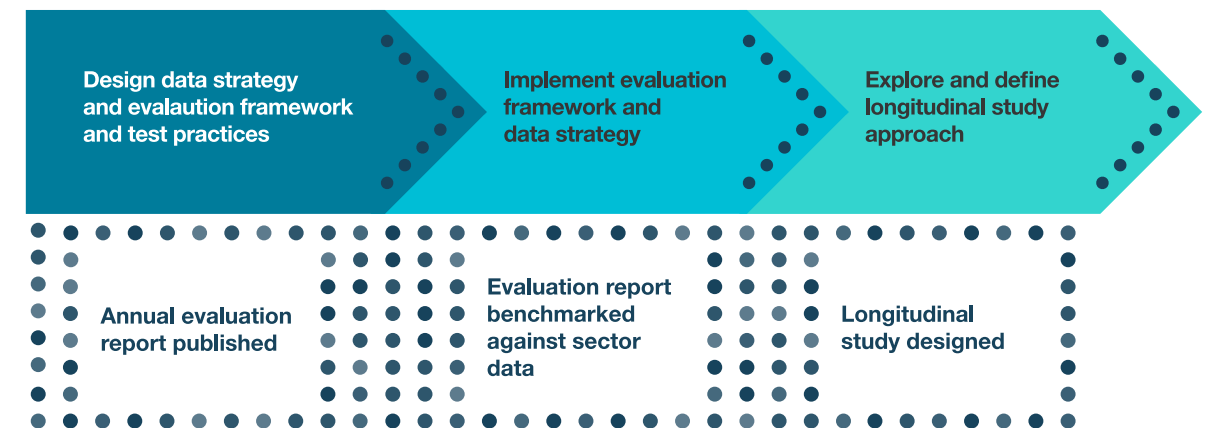 Design data strategy
and evalaution framework
and test practices
Implement evaluation
framework and
data strategy
Explore and define
longitudinal study
approach
Annual evaluation
report published
Evaluation report
benchmarked
against sector
data
Longitudinal
study designed